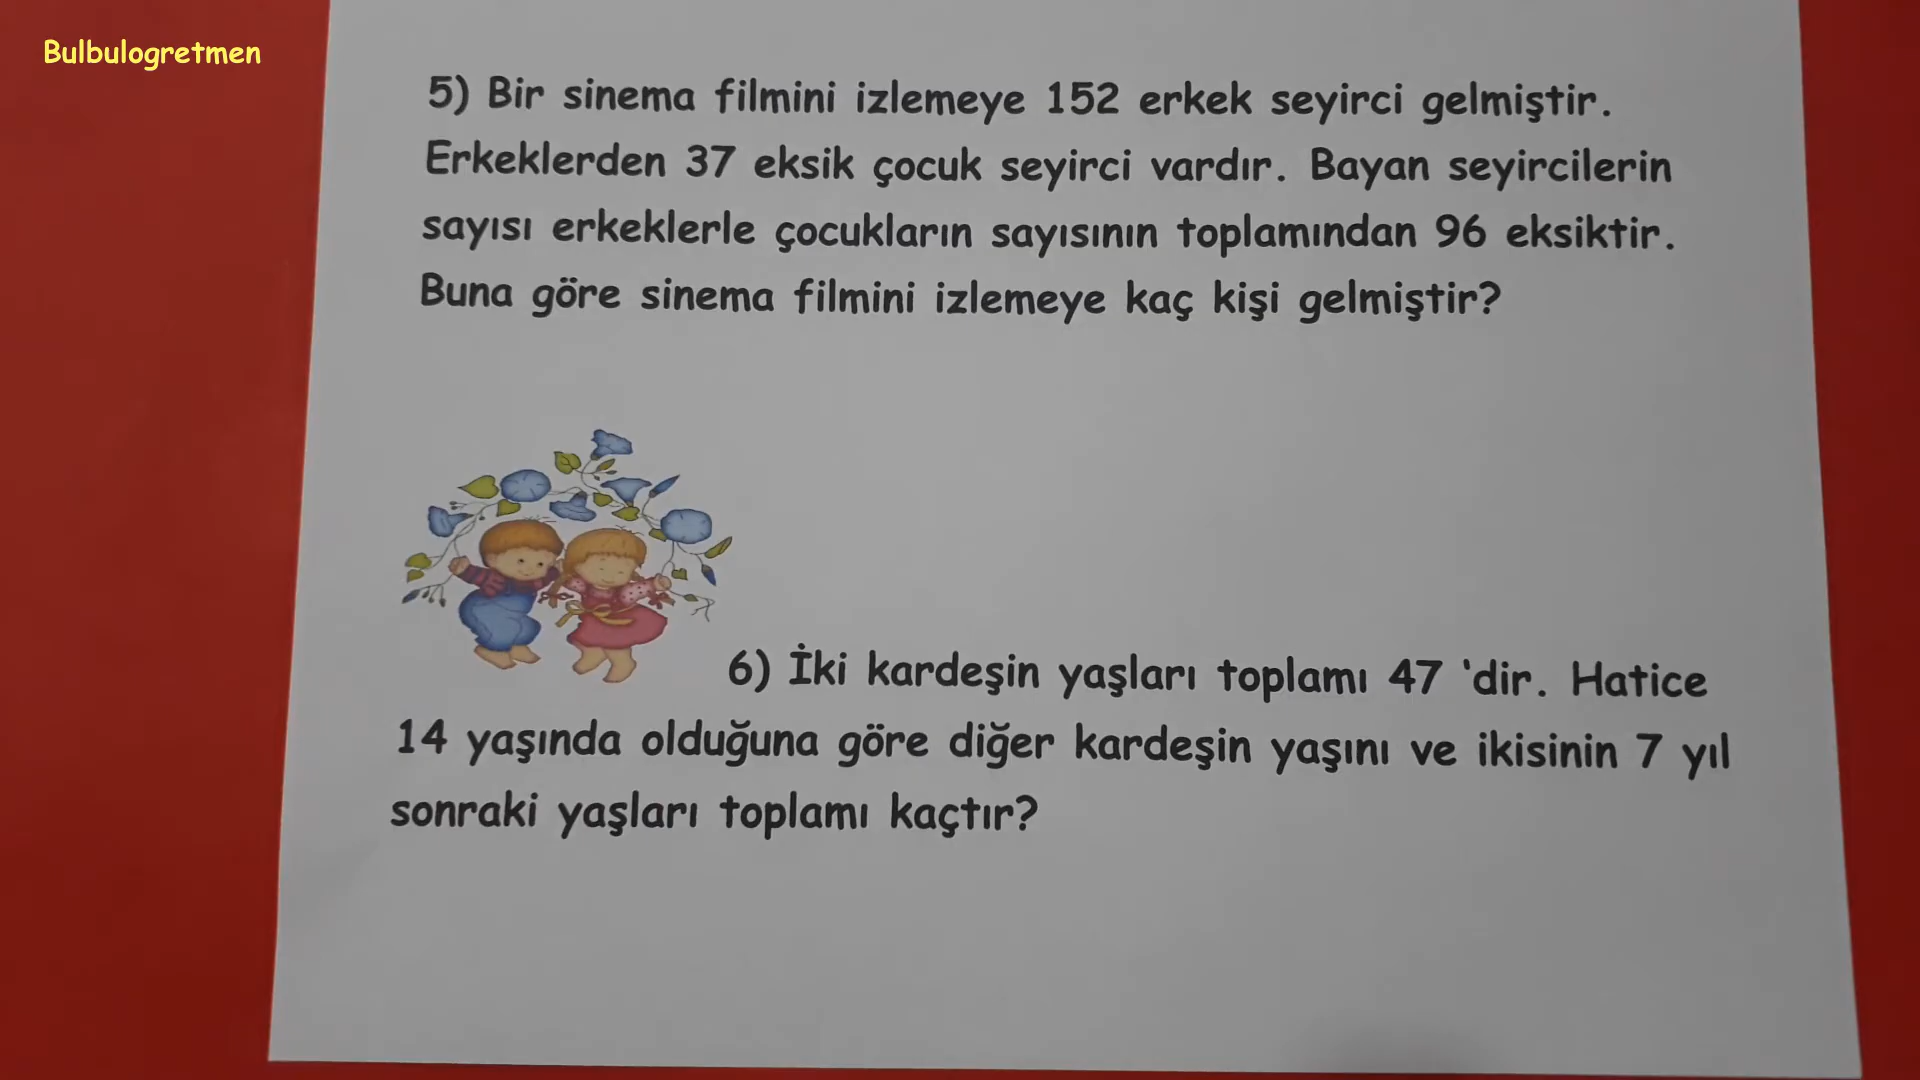 Bulbulogretmen
5) Bir sinema filmini izlemeye 152 erkek seyirci gelmiştir.
Erkeklerden 37 eksik çocuk seyirci vardır. Bayan seyircilerin
sayısı erkeklerle çocukların sayısının toplamından 96 eksiktir.
Buna göre sinema filmini izlemeye kaç kişi gelmiştir?
6) İki kardeşin yaşları toplamı 47 'dir. Hatice
14 yaşında olduğuna göre diğer kardeşin yaşını ve ikisinin 7 yıl
sonraki yaşları toplamı kaçtır?